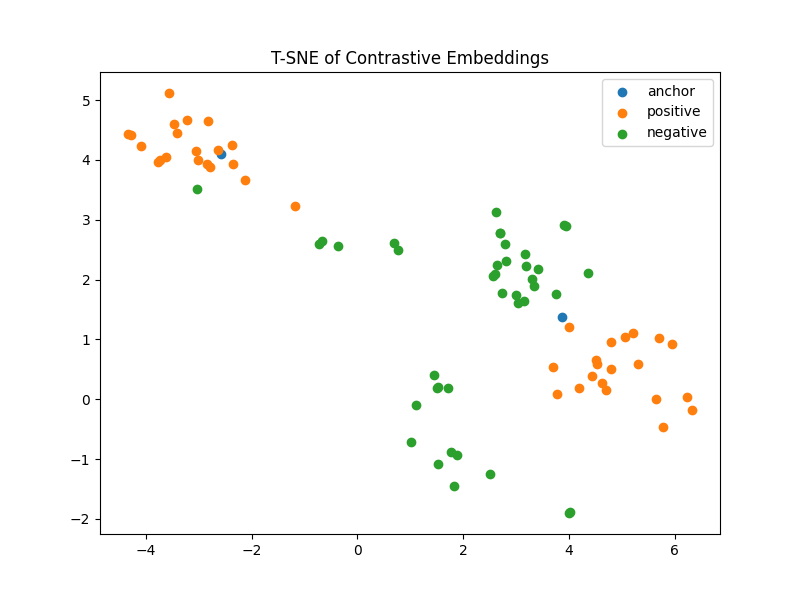 T-SNE of Contrastive Embeddings
anchor
positive
negative
5
4
3
2
1
0
−1
−2
−4 −2 0 2 4 6